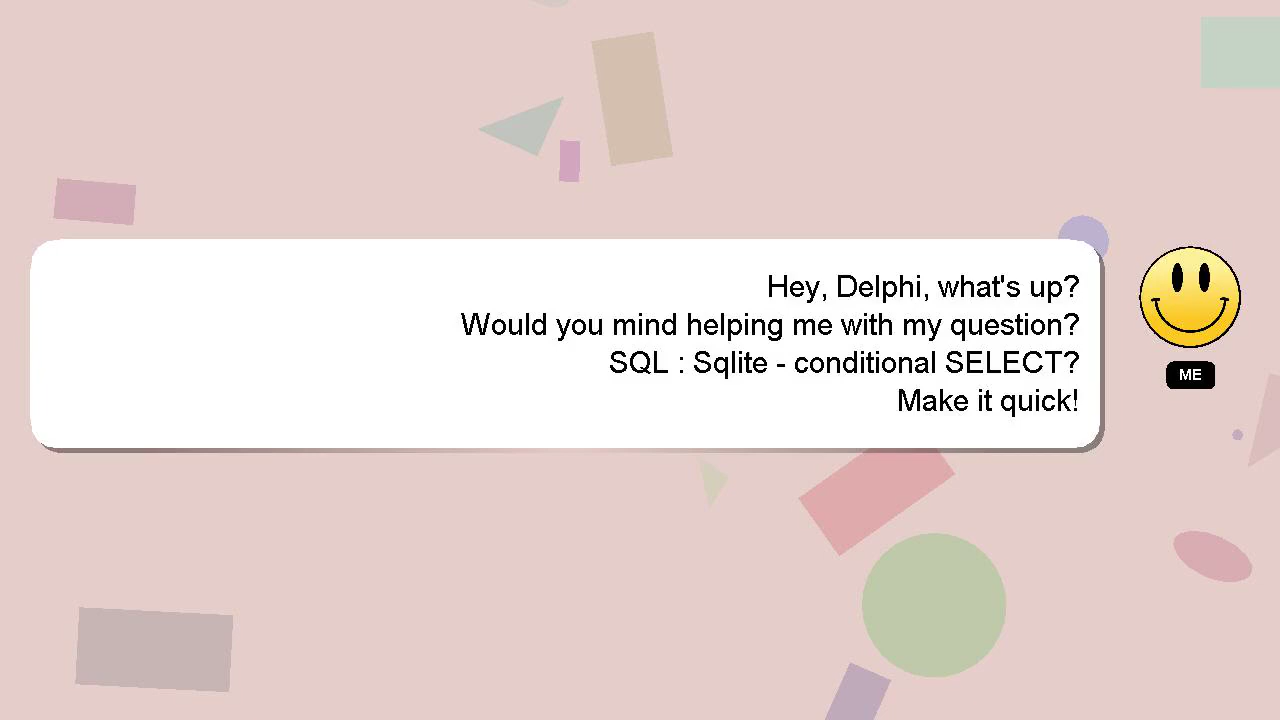 Hey, Delphi, what's up?
Would you mind helping me with my question?
SQL : Sqlite - conditional SELECT?
Make it quick!
ME